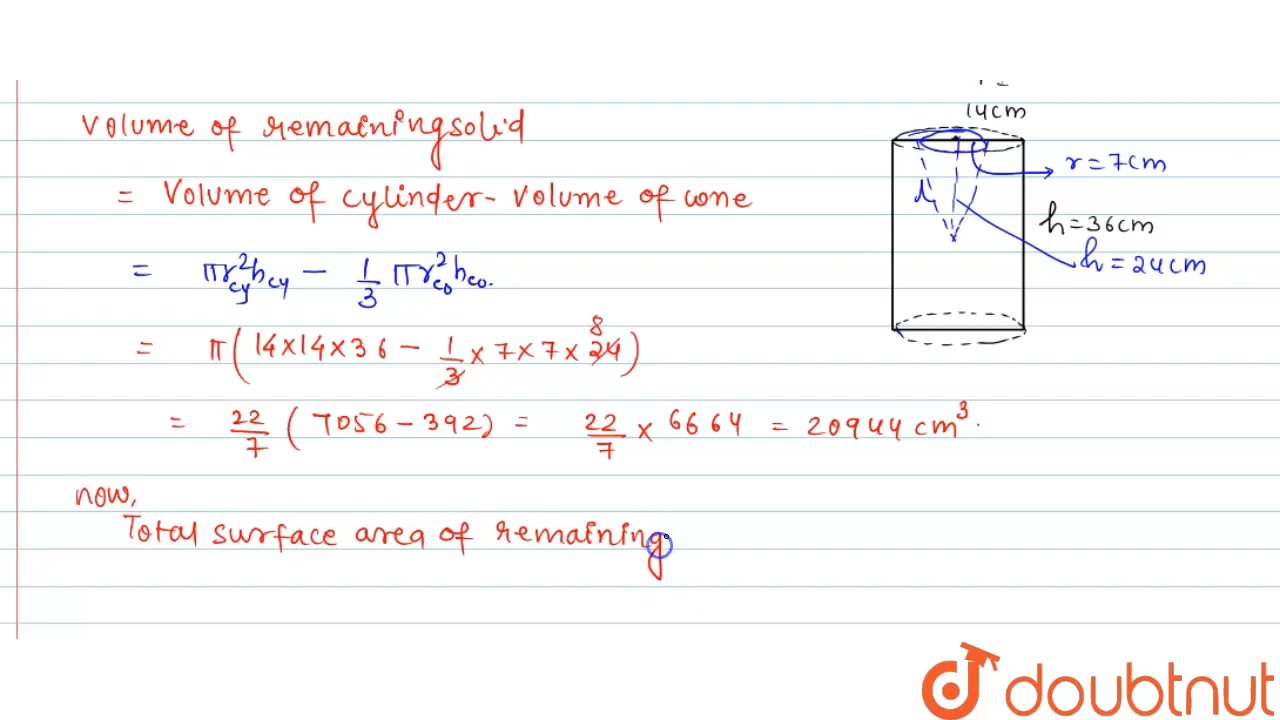 14cm
Volume of remaining solid
r=7cm
= Volume of cylinder - Volume of cone
l
h=36cm
= πr²cy hcy - 1/3 πr²co hco.
h=24cm
= π(14×14×36 - 1/3 × 7×7×24) 8
= 22/7 (7056-392) = 22/7 × 6664 = 20944 cm³.
now,
Total surface area of remaining
doubtnut